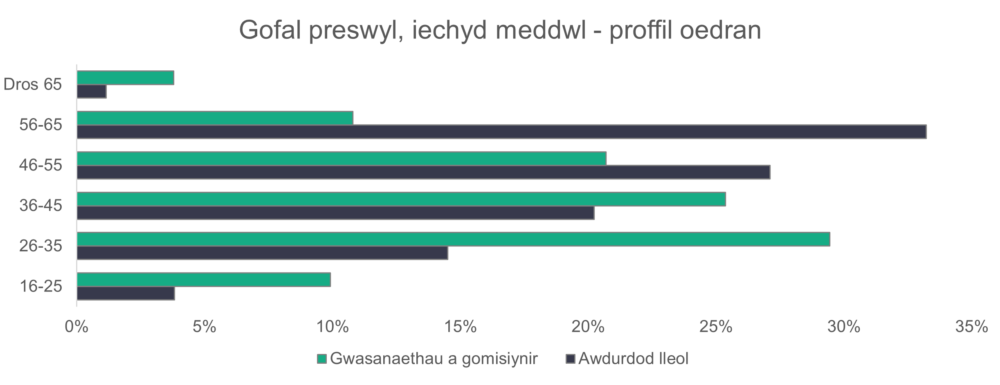 Gofal preswyl, iechyd meddwl - proffil oedran
Dros 65
56-65
46-55
36-45
26-35
16-25
0% 5% 10% 15% 20% 25% 30% 35%
Gwasanaethau a gomisiynir Awdurdod lleol